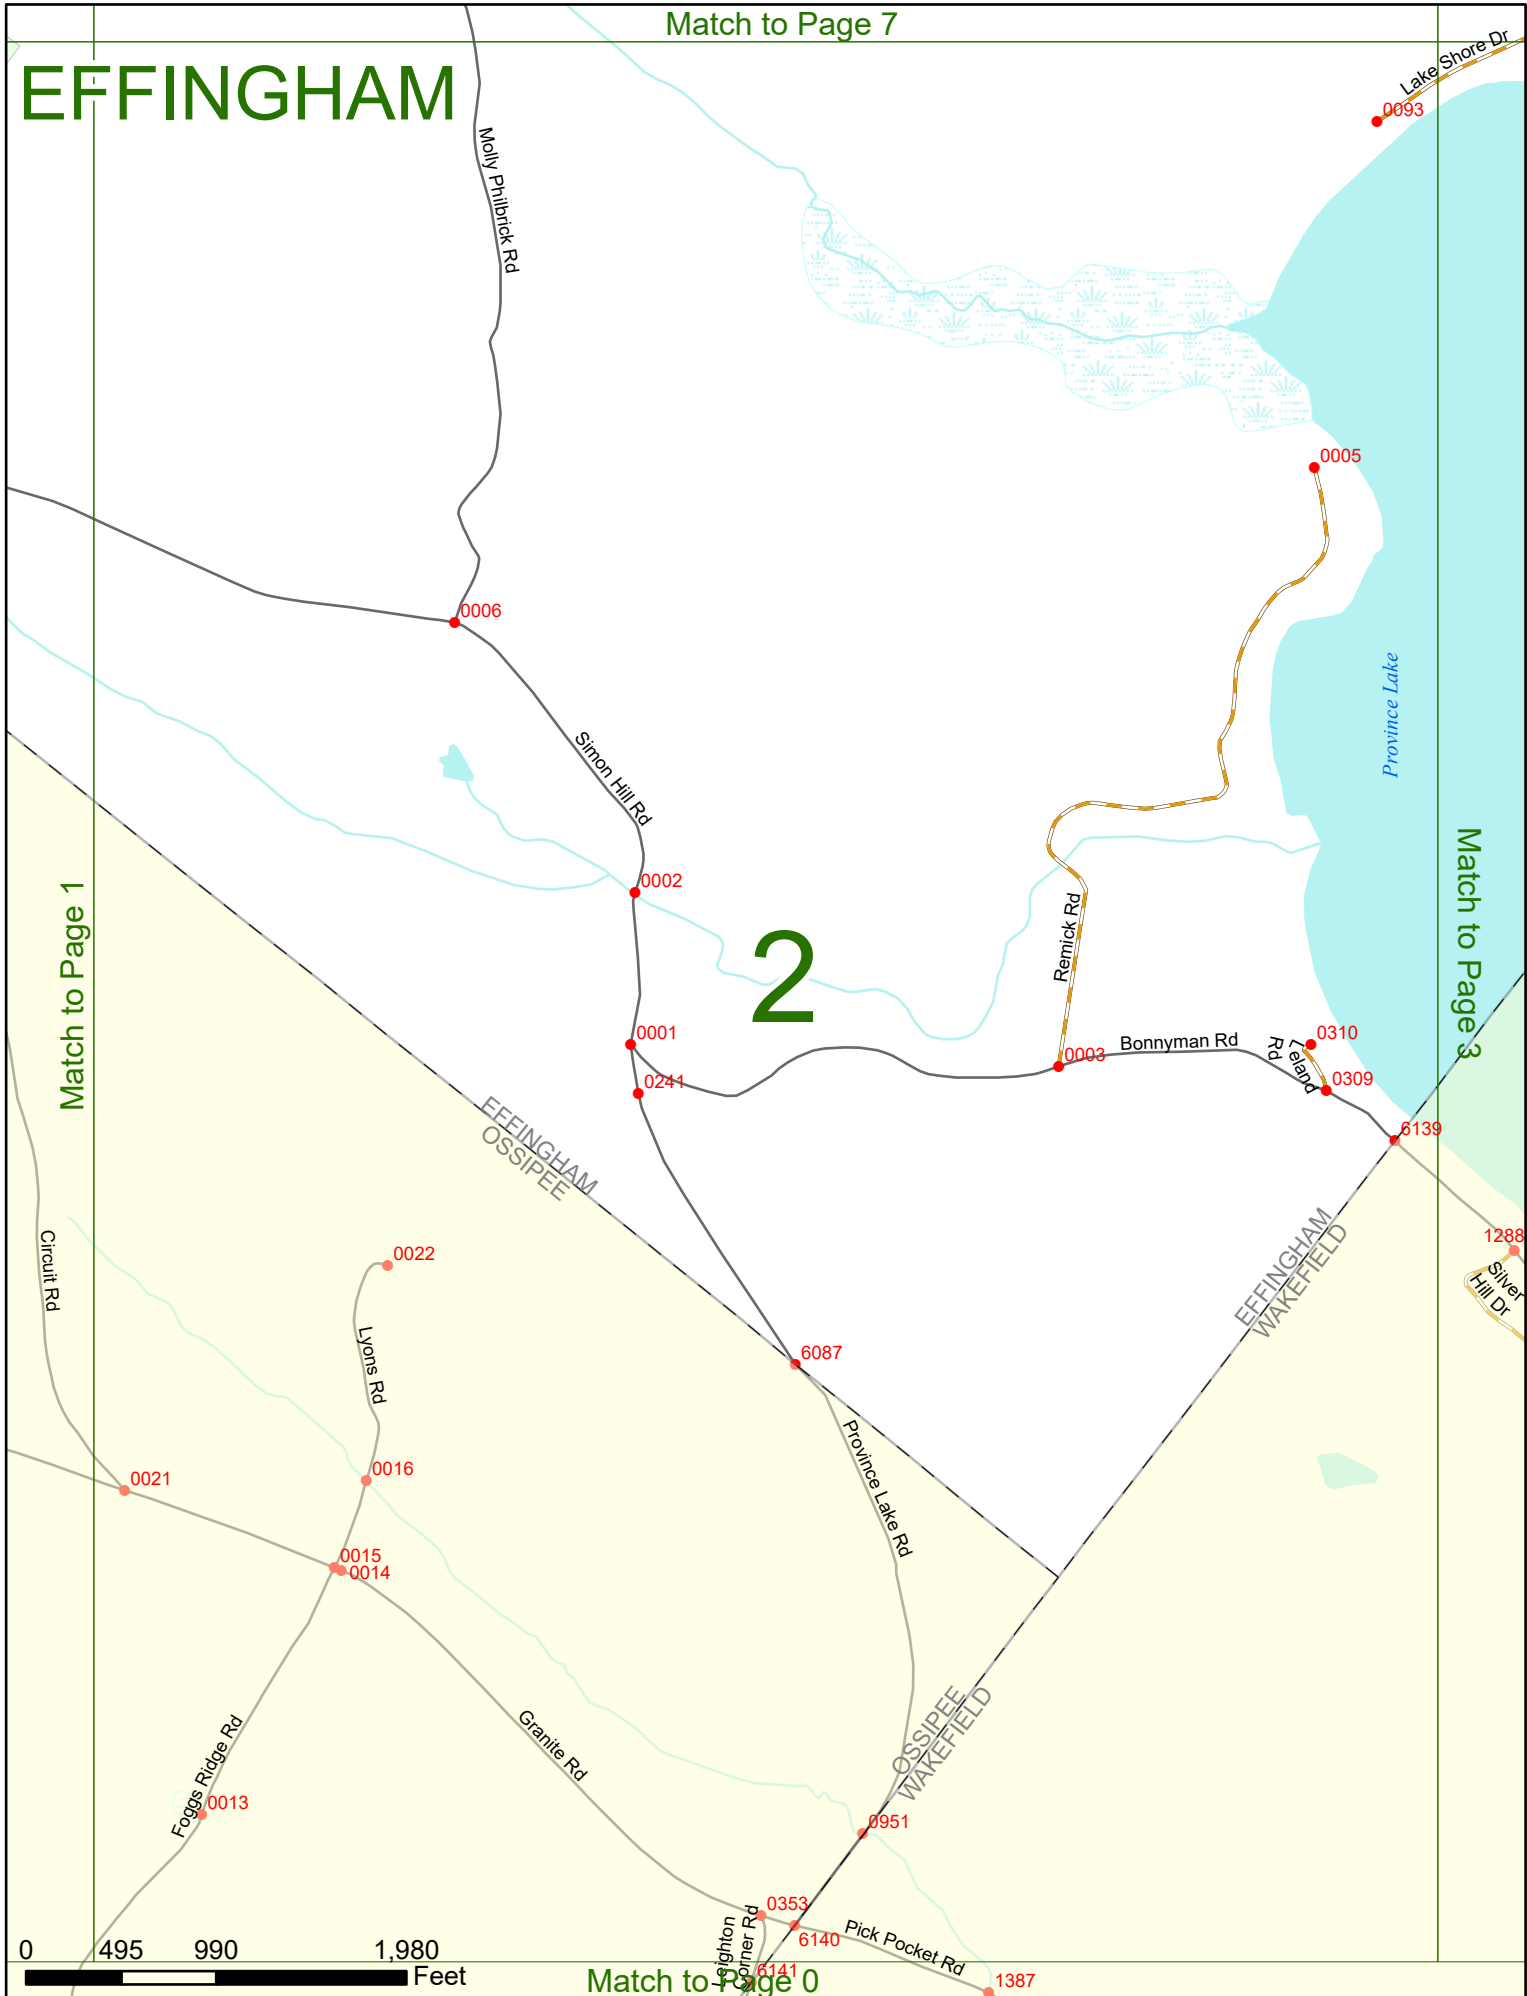 Match to Page 7
EFFINGHAM
Lake Shore Dr
0093
Molly Philbrick Rd
0005
0006
Province Lake
Simon Hill Rd
Match to Page 1
Match to Page 3
0002
2
Remick Rd
0001
0003
Bonnyman Rd
0310
Leland
Rd
0309
0241
EFFINGHAM
OSSIPEE
6139
EFFINGHAM
WAKEFIELD
1288
Silver
Hill Dr
Circuit Rd
0022
Lyons Rd
6087
Province Lake Rd
0016
0021
0015
0014
Granite Rd
OSSIPEE
WAKEFIELD
Foggs Ridge Rd
0013
0951
0353
6140
Pick Pocket Rd
Leighton
Corner Rd
6141
1387
0 495 990 1,980
Feet
Match to Page 0